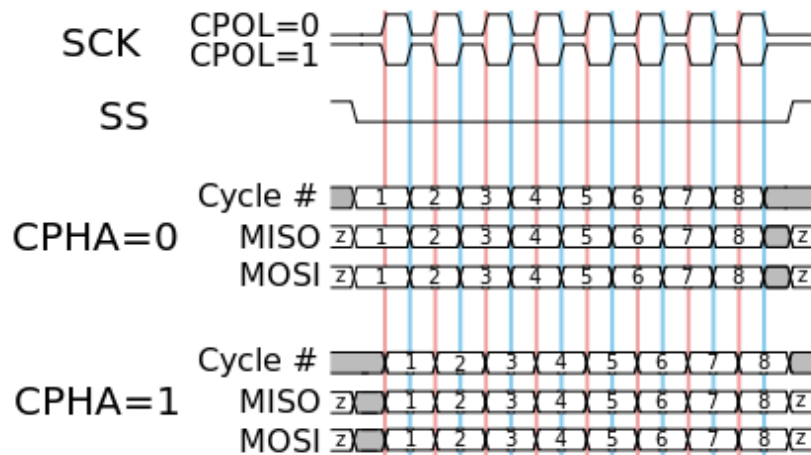 SCK CPOL=0
CPOL=1
SS
CPHA=0
Cycle # 1 2 3 4 5 6 7 8
MISO z 1 2 3 4 5 6 7 8 z
MOSI z 1 2 3 4 5 6 7 8 z
CPHA=1
Cycle # 1 2 3 4 5 6 7 8
MISO z 1 2 3 4 5 6 7 8 z
MOSI z 1 2 3 4 5 6 7 8 z